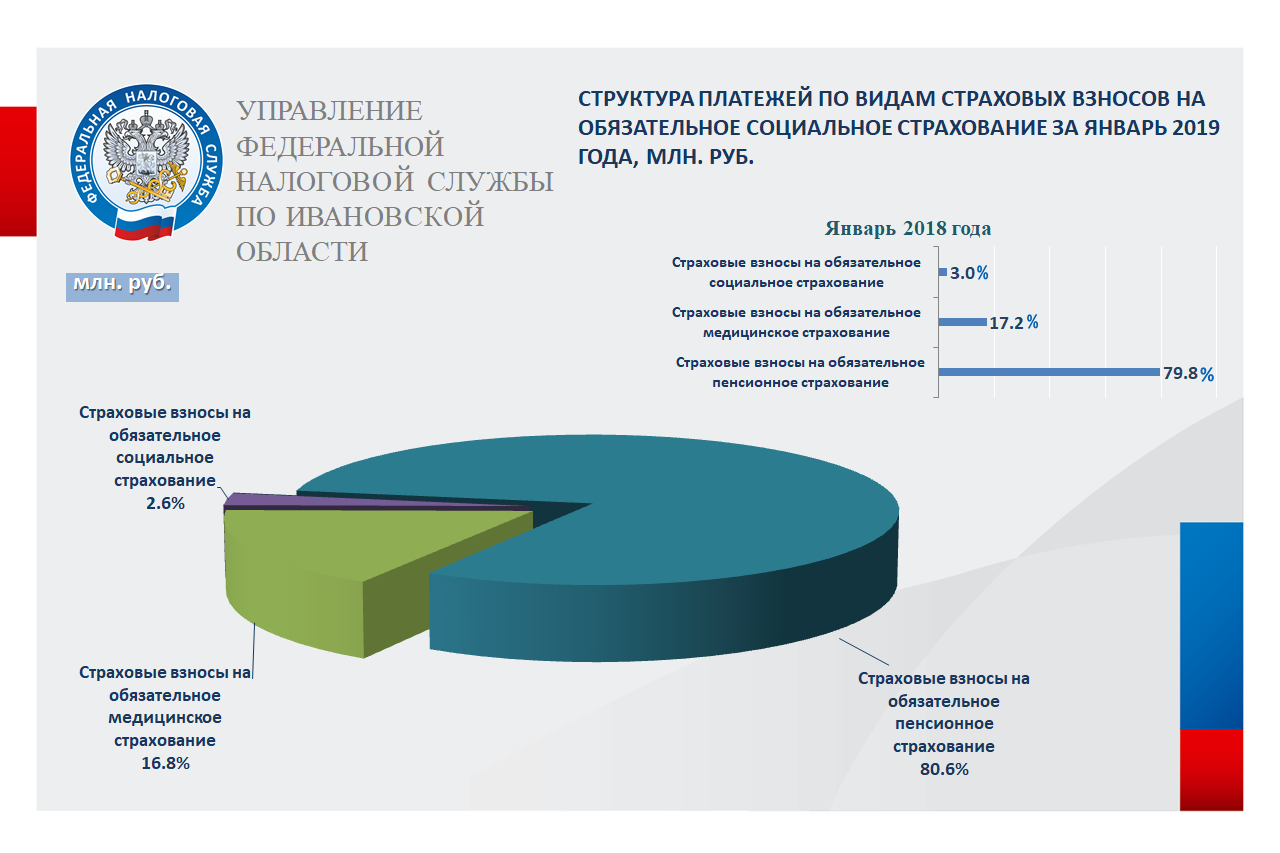 ФЕДЕРАЛЬНАЯ НАЛОГОВАЯ СЛУЖБА
УПРАВЛЕНИЕ
ФЕДЕРАЛЬНОЙ
НАЛОГОВОЙ СЛУЖБЫ
ПО ИВАНОВСКОЙ
ОБЛАСТИ
СТРУКТУРА ПЛАТЕЖЕЙ ПО ВИДАМ СТРАХОВЫХ ВЗНОСОВ НА
ОБЯЗАТЕЛЬНОЕ СОЦИАЛЬНОЕ СТРАХОВАНИЕ ЗА ЯНВАРЬ 2019
ГОДА, МЛН. РУБ.
млн. руб.
Январь 2018 года
Страховые взносы на обязательное
социальное страхование
3.0%
Страховые взносы на обязательное
медицинское страхование
17.2%
Страховые взносы на обязательное
пенсионное страхование
79.8%
Страховые взносы на
обязательное
социальное
страхование
2.6%
Страховые взносы на
обязательное
медицинское
страхование
16.8%
Страховые взносы на
обязательное
пенсионное
страхование
80.6%